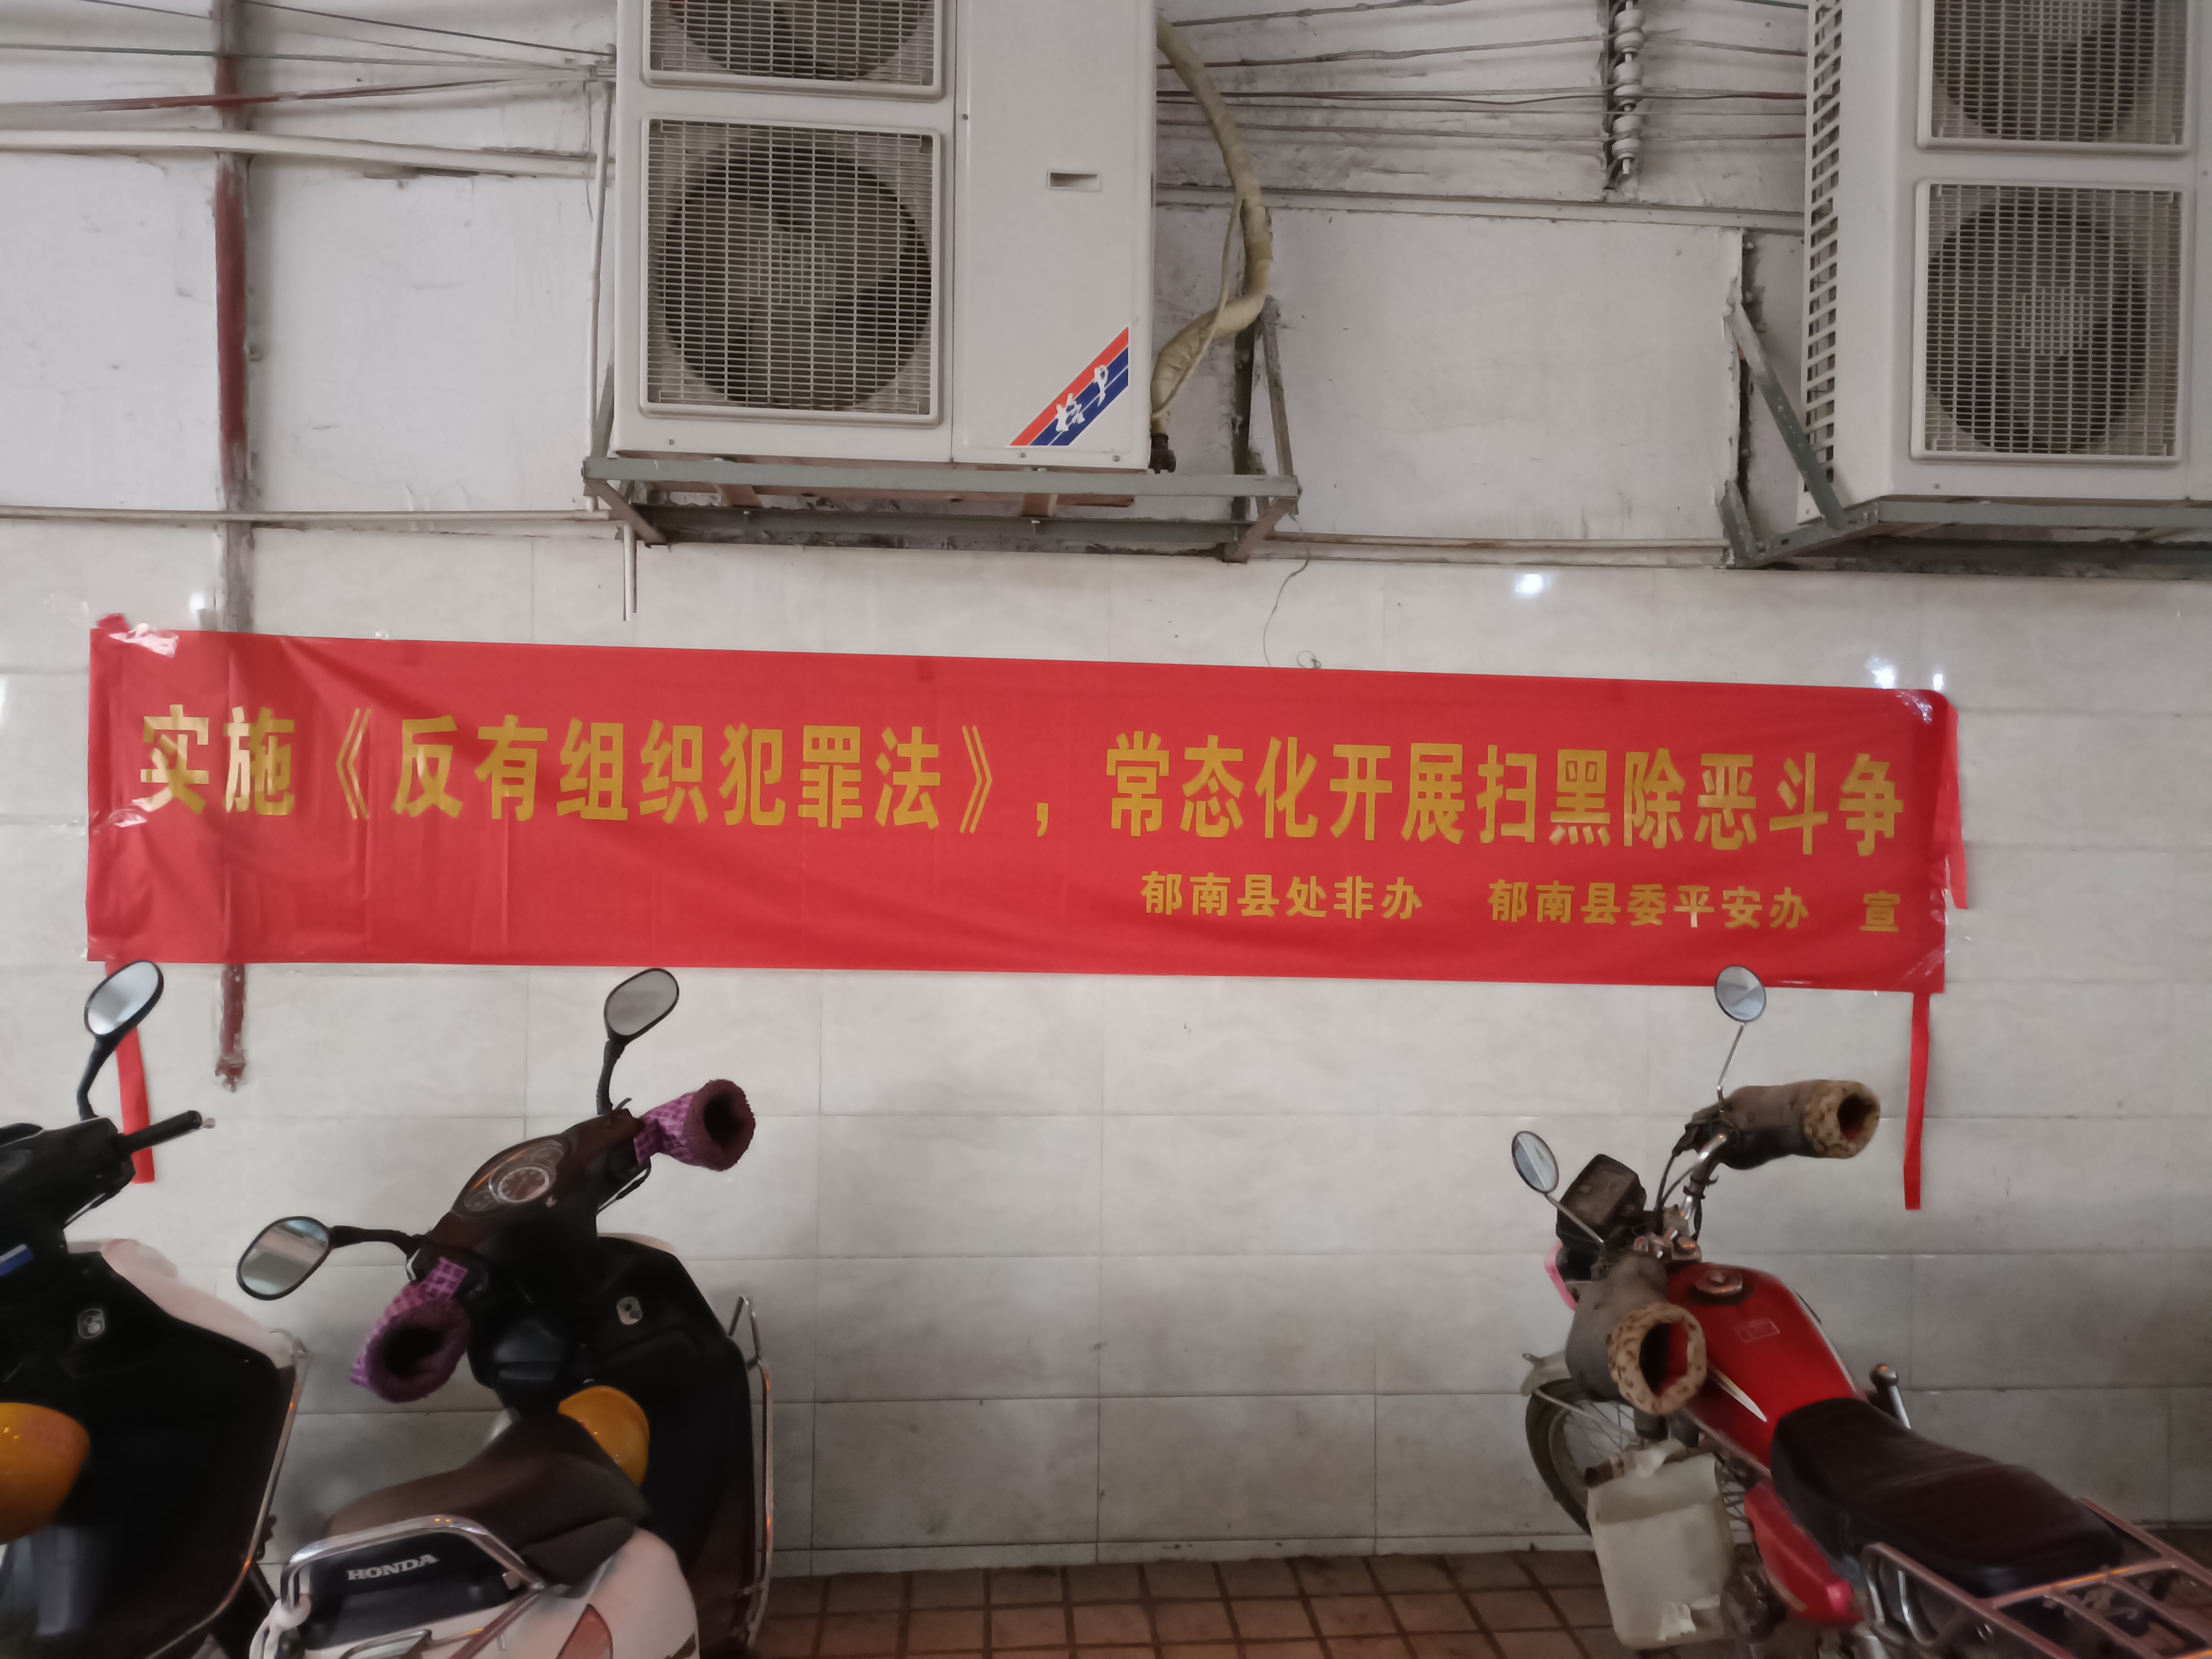 实施《反有组织犯罪法》，常态化开展扫黑除恶斗争
郁南县处非办 郁南县委平安办 宣
HONDA